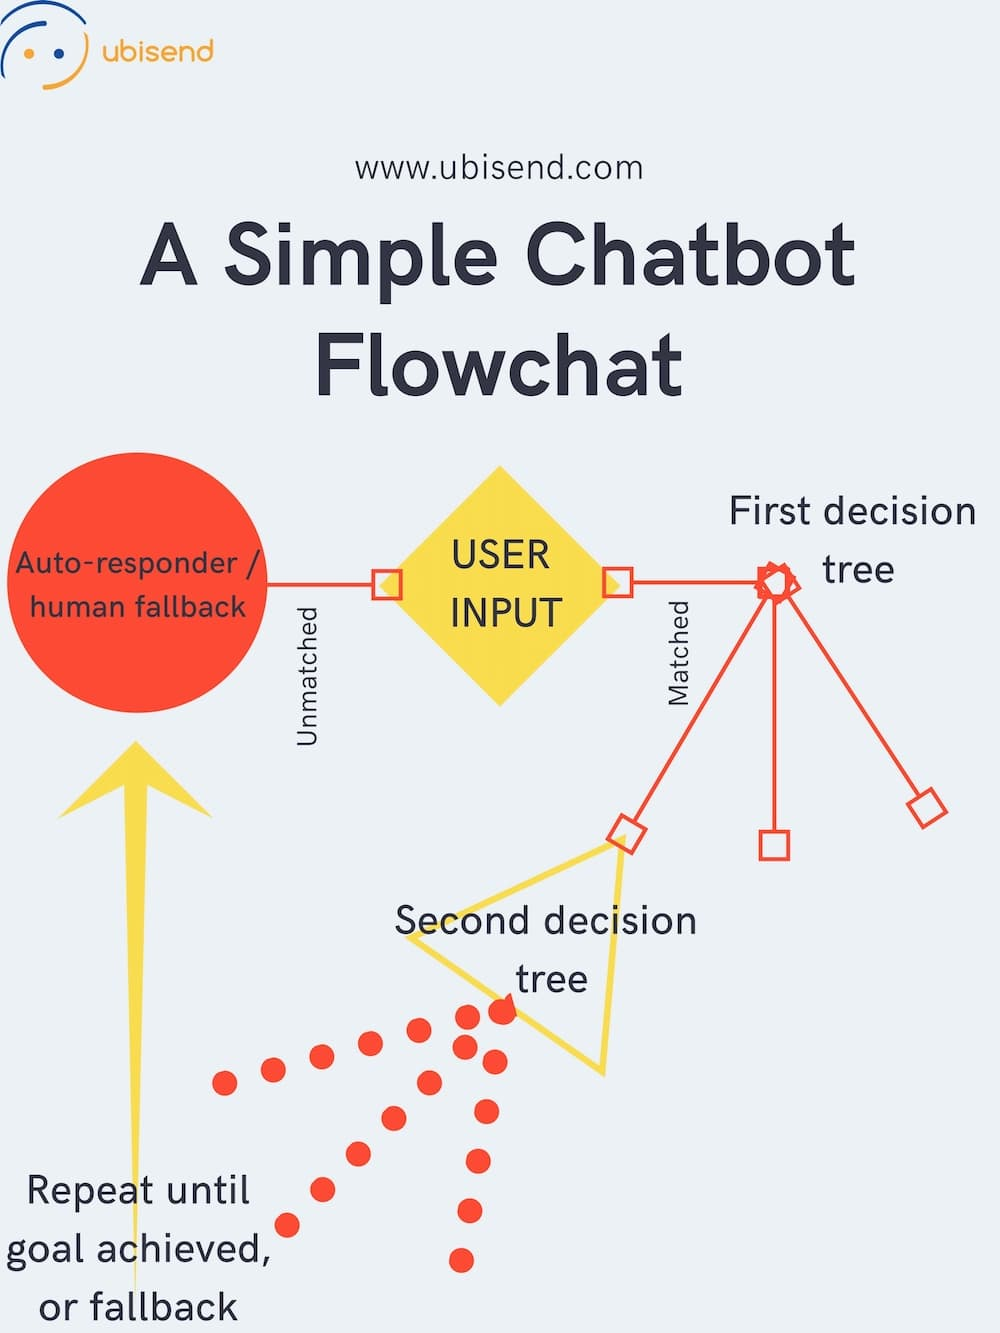 ubisend
www.ubisend.com
A Simple Chatbot
Flowchat
Auto-responder /
human fallback
Unmatched
USER
INPUT
Matched
First decision
tree
Second decision
tree
Repeat until
goal achieved,
or fallback